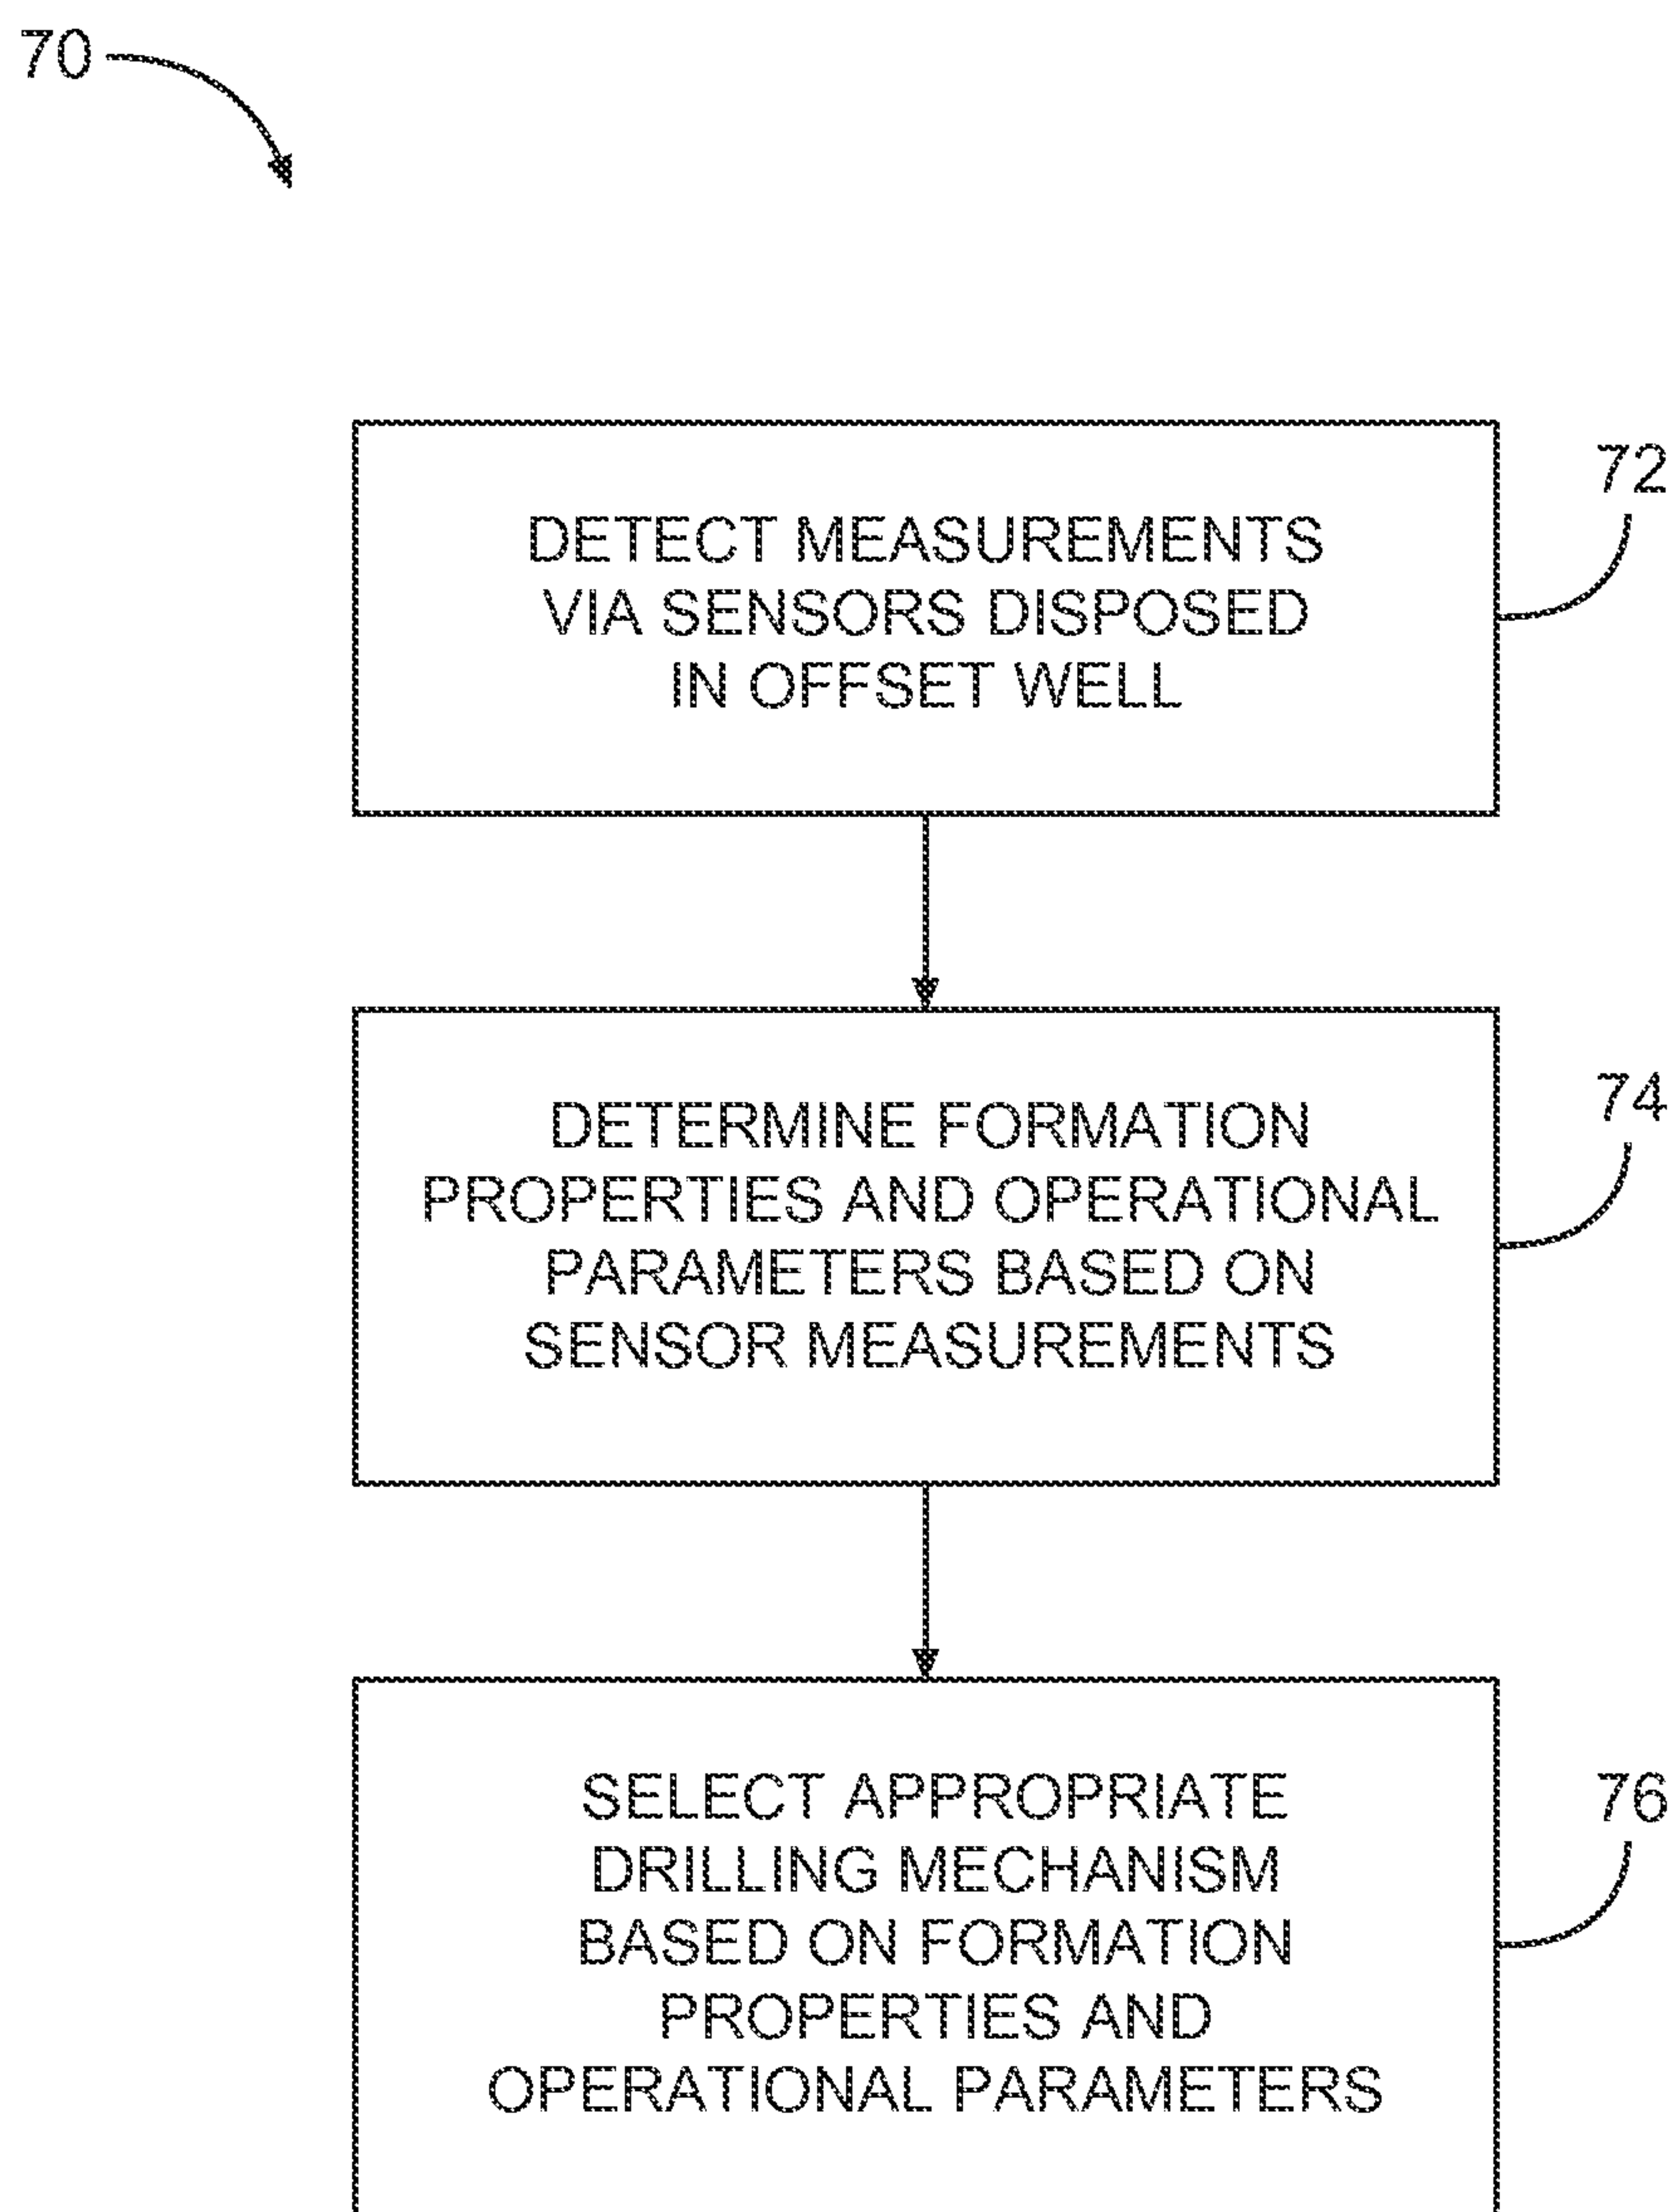 70
DETECT MEASUREMENTS
VIA SENSORS DISPOSED
IN OFFSET WELL
72
DETERMINE FORMATION
PROPERTIES AND OPERATIONAL
PARAMETERS BASED ON
SENSOR MEASUREMENTS
74
SELECT APPROPRIATE
DRILLING MECHANISM
BASED ON FORMATION
PROPERTIES AND
OPERATIONAL PARAMETERS
76